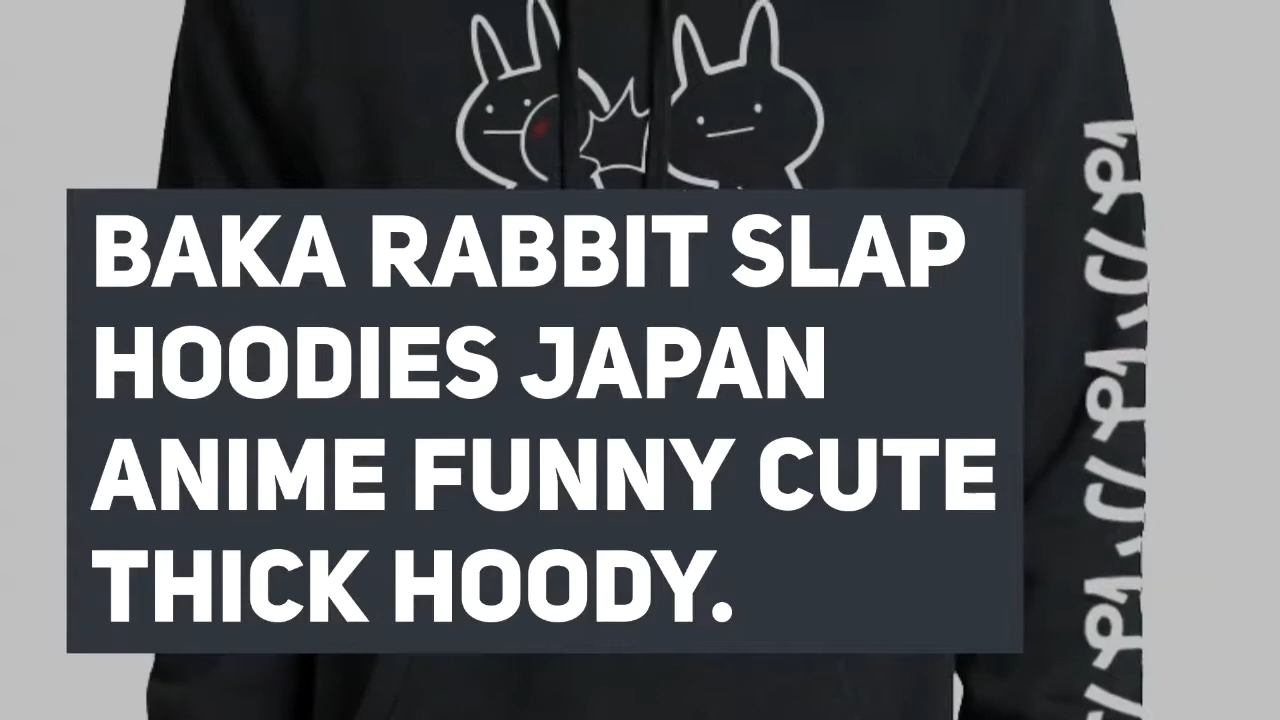 BAKA RABBIT SLAP
HOODIES JAPAN
ANIME FUNNY CUTE
THICK HOODY.